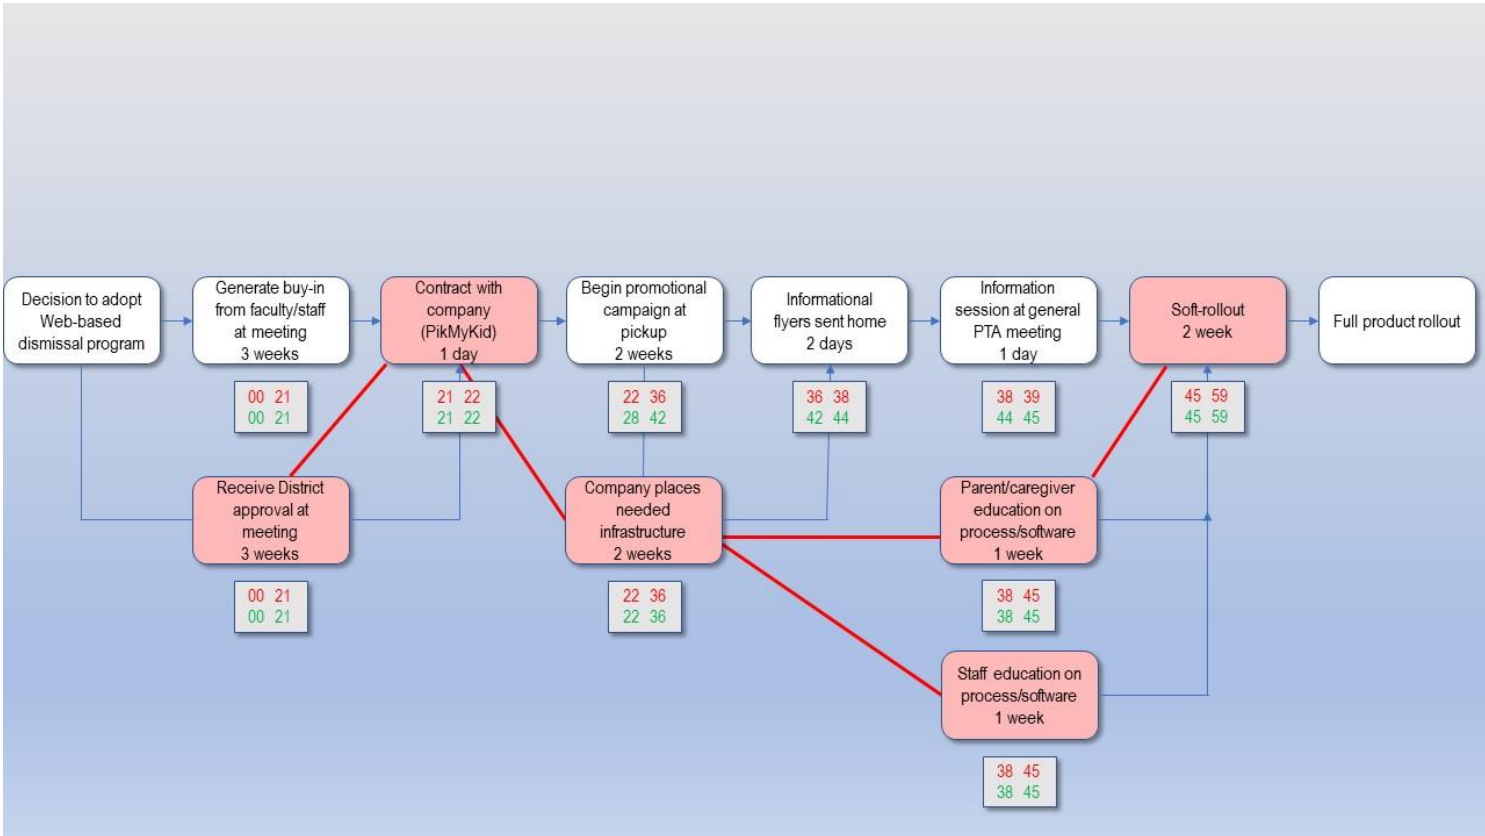 Decision to adopt
Web-based
dismissal program
Generate buy-in
from faculty/staff
at meeting
3 weeks
Contract with
company
(PikMyKid)
1 day
Begin promotional
campaign at
pickup
2 weeks
Informational
flyers sent home
2 days
Information
session at general
PTA meeting
1 day
Soft-rollout
2 week
Full product rollout
00 21
00 21
21 22
21 22
22 36
28 42
36 38
42 44
38 39
44 45
45 59
45 59
Receive District
approval at
meeting
3 weeks
Company places
needed
infrastructure
2 weeks
Parent/caregiver
education on
process/software
1 week
00 21
00 21
22 36
22 36
38 45
38 45
Staff education on
process/software
1 week
38 45
38 45